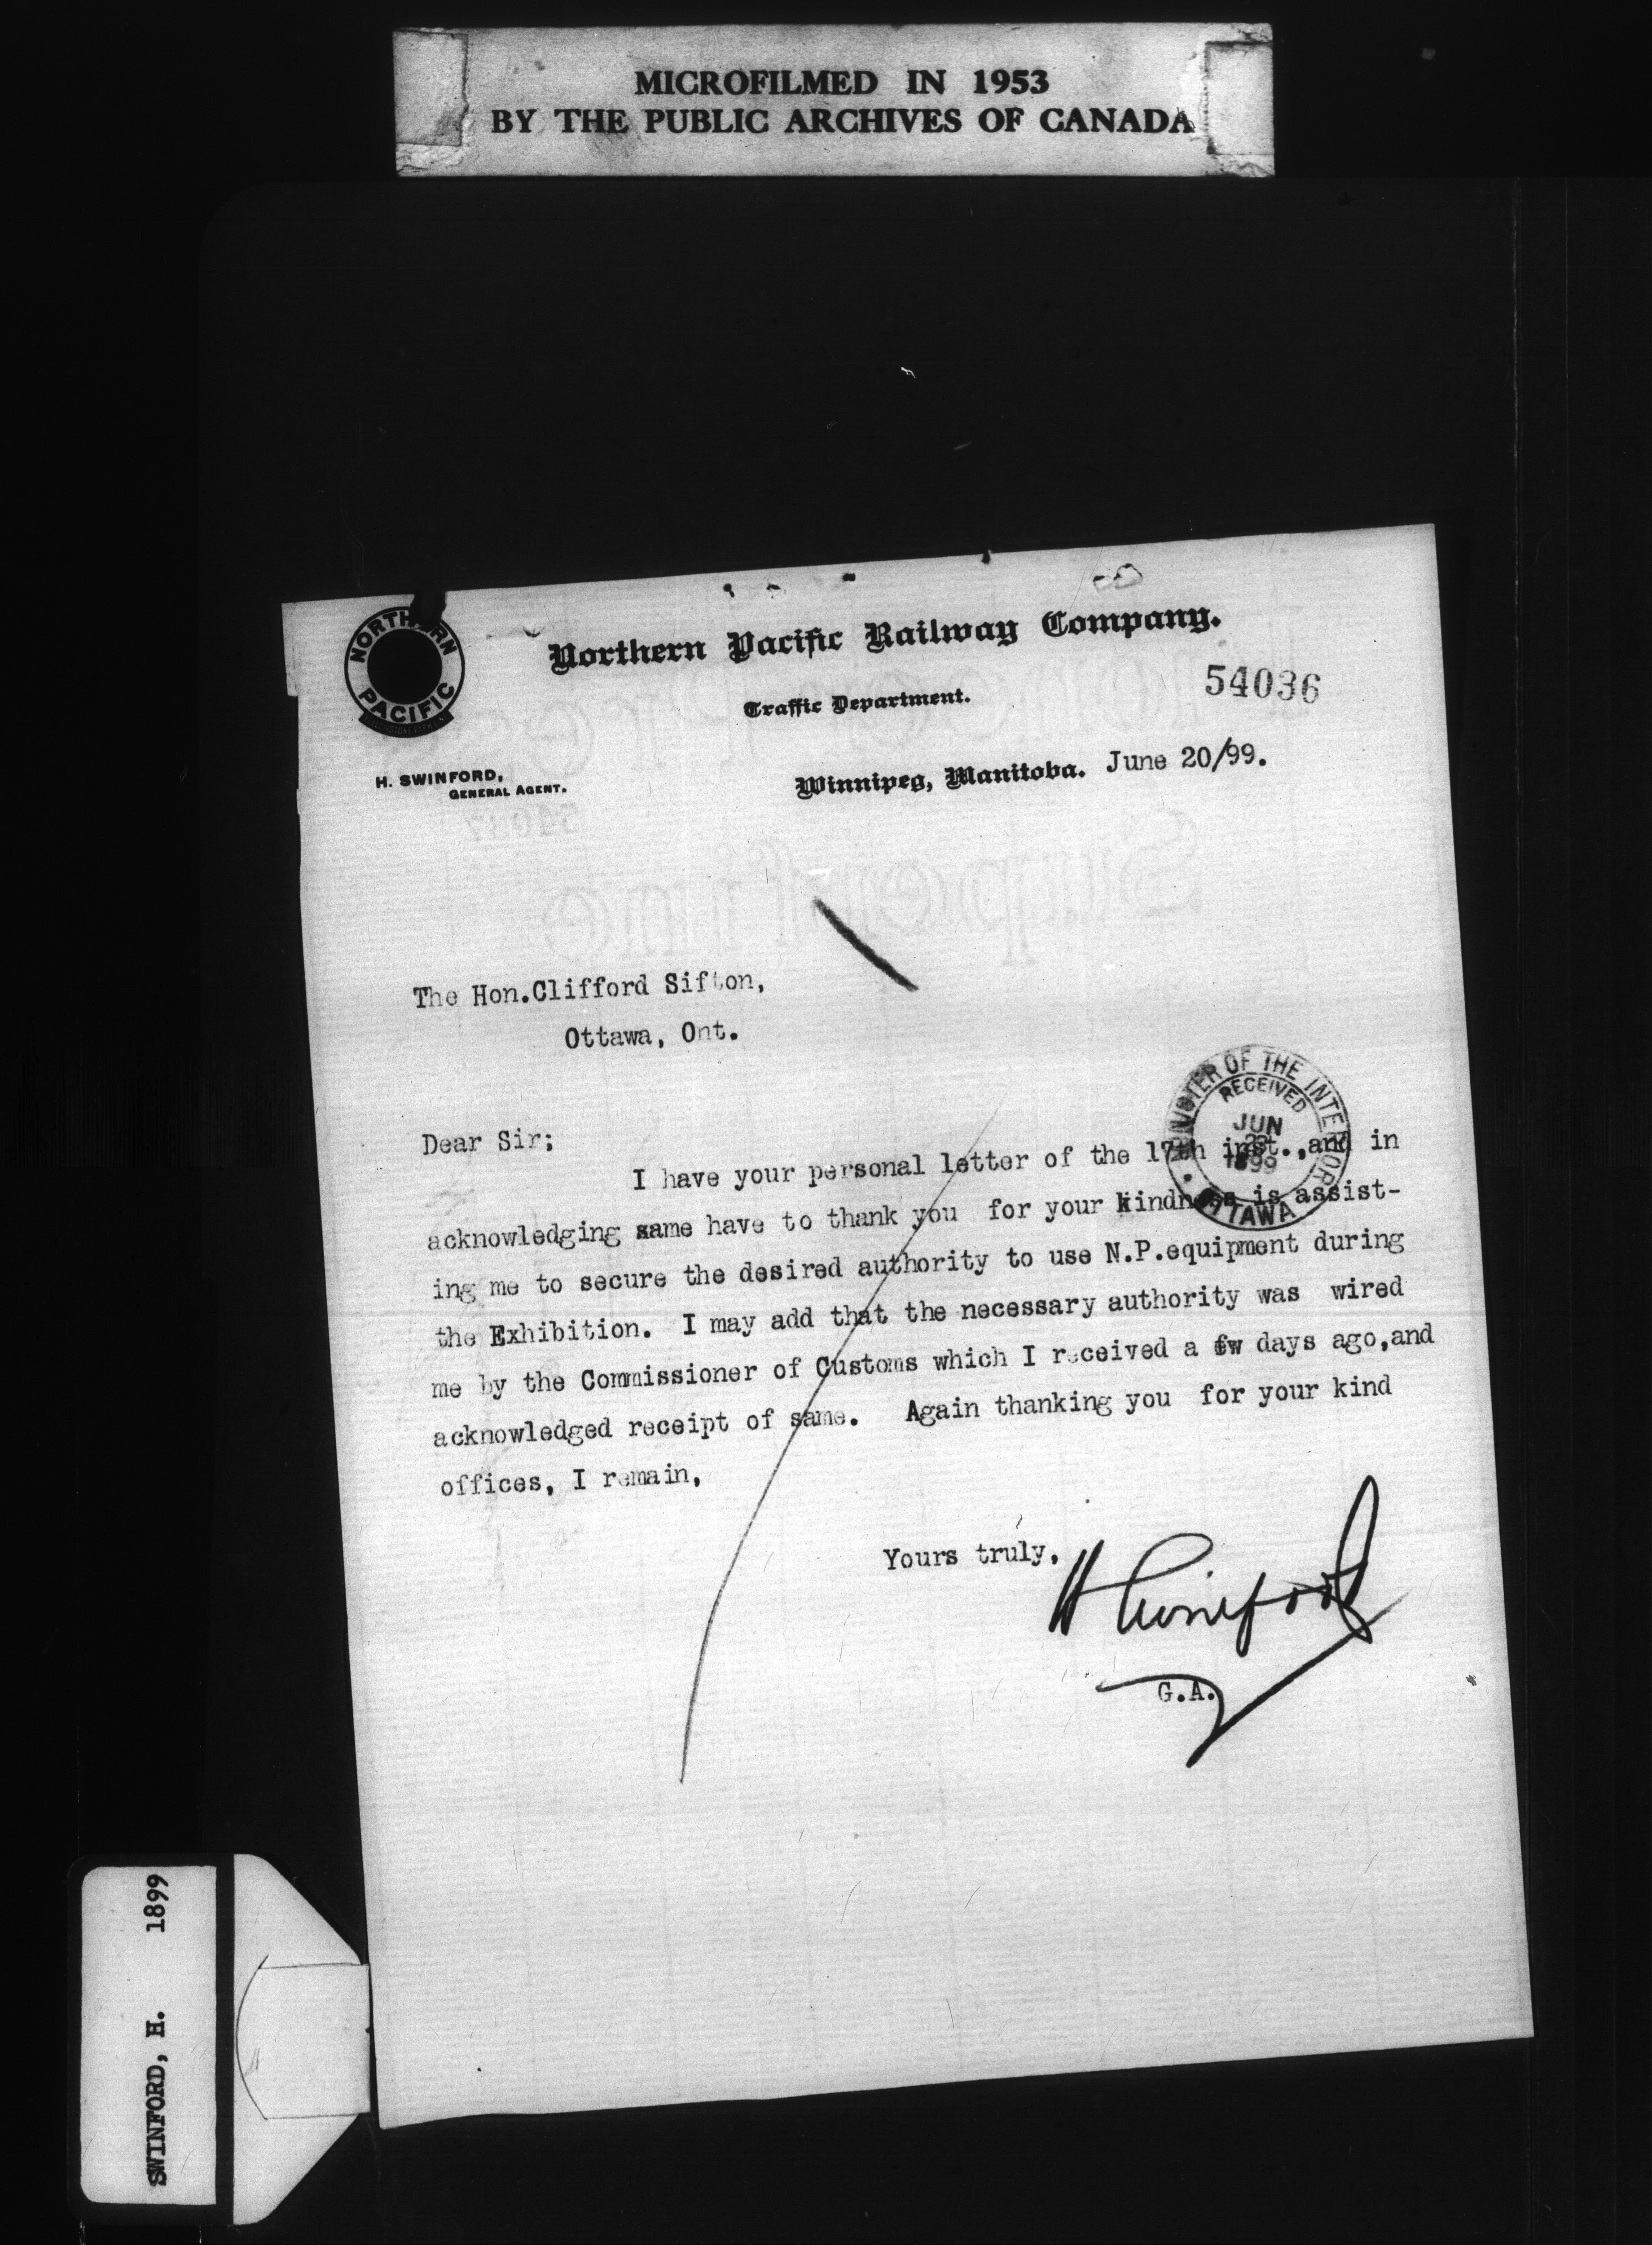 MICROFILMED IN 1953
BY THE PUBLIC ARCHIVES OF CANADA
NORTHERN
PACIFIC
Northern Pacific Railway Company.
54036
Traffic Department.
H. SWINFORD,
GENERAL AGENT.
Winnipeg, Manitoba. June 20/99.
The Hon.Clifford Sifton,
Ottawa, Ont.
MINISTER OF THE INTERIOR
RECEIVED
JUN
1899
OTTAWA
Dear Sir;
I have your personal letter of the 17th inst.,and in
acknowledging same have to thank you for your kindness is assist-
ing me to secure the desired authority to use N.P.equipment during
the Exhibition. I may add that the necessary authority was wired
me by the Commissioner of Customs which I received a fw days ago,and
acknowledged receipt of same. Again thanking you for your kind
offices, I remain,
Yours truly,
H Swinford
G.A.
SWINFORD, H. 1899